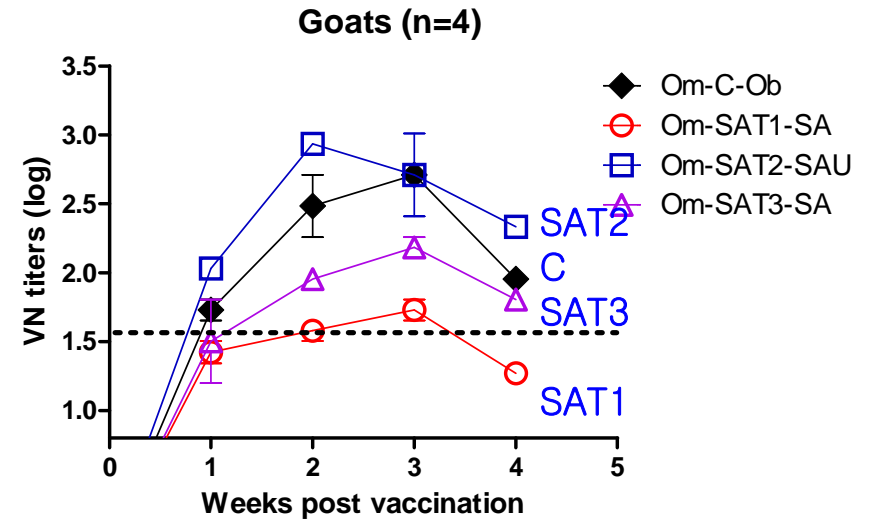 Goats (n=4)
VN titers (log)
3.5
3.0
2.5
2.0
1.5
1.0
0
1
2
3
4
5
Weeks post vaccination
Om-C-Ob
Om-SAT1-SA
Om-SAT2-SAU
Om-SAT3-SA
SAT2
C
SAT3
SAT1